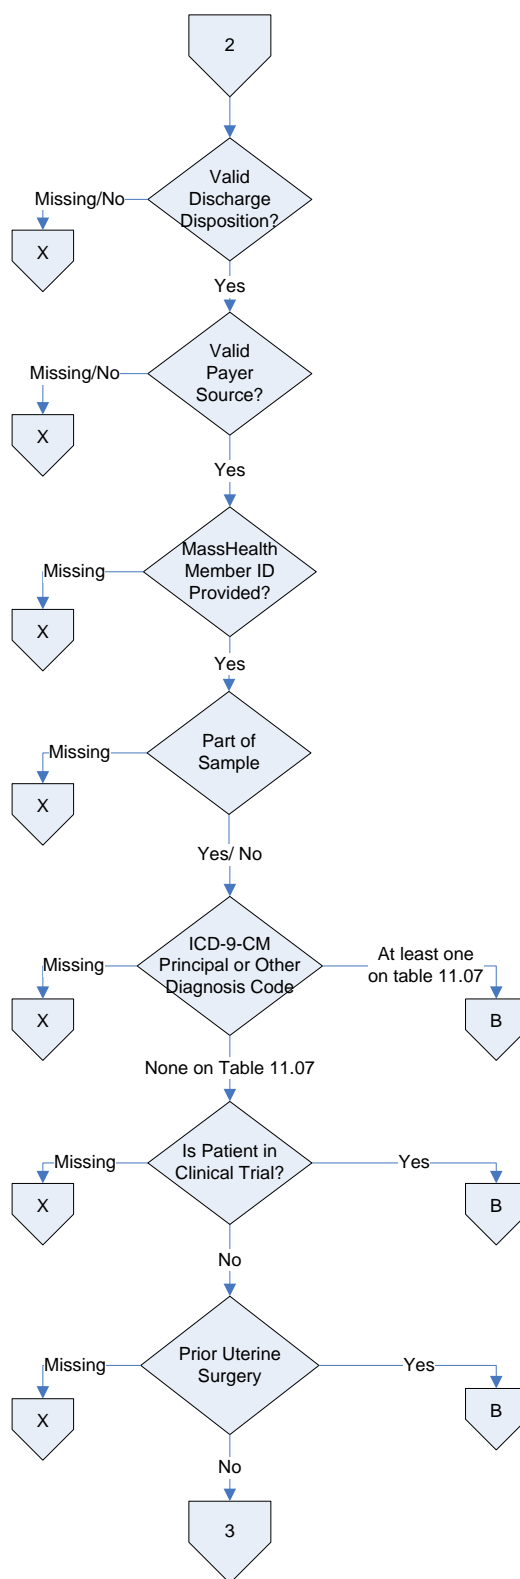 2
Valid
Discharge
Disposition?
Missing/No
X
Yes
Valid
Payer
Source?
Missing/No
X
Yes
MassHealth
Member ID
Provided?
Missing
X
Yes
Part of
Sample
Missing
X
Yes/ No
ICD-9-CM
Principal or Other
Diagnosis Code
Missing
X
At least one
on table 11.07
B
None on Table 11.07
Is Patient in
Clinical Trial?
Missing
X
Yes
B
No
Prior Uterine
Surgery
Missing
X
Yes
B
No
3